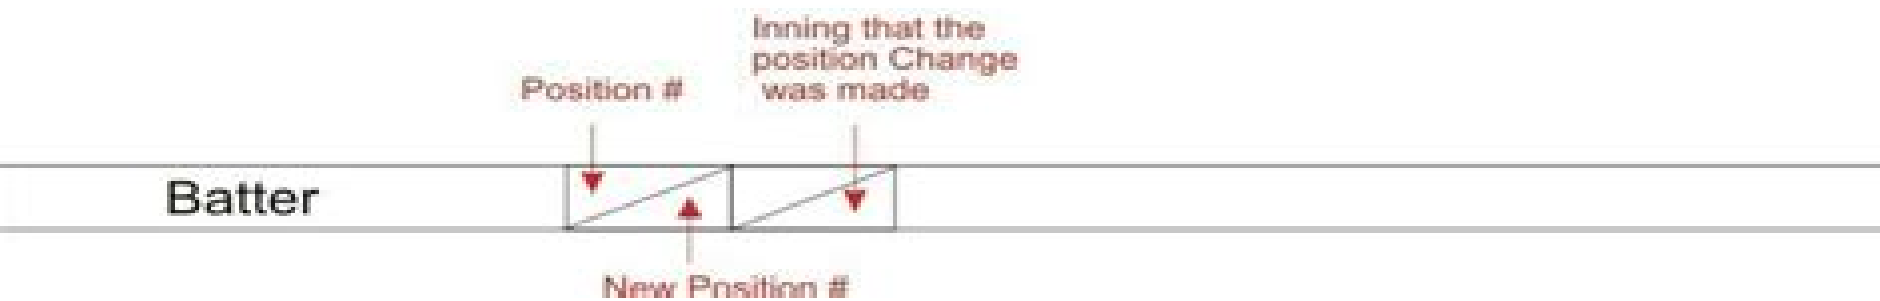 Inning that the
position Change
was made
Position #
Batter
New Position #